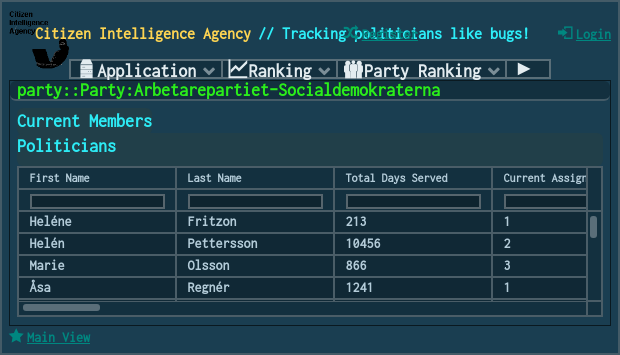 Citizen
Intelligence
Agency
Citizen Intelligence Agency // Tracking politicians like bugs!
Register
Login
Application
Ranking
Party Ranking
party::Party:Arbetarepartiet-Socialdemokraterna
Current Members
Politicians
First Name Last Name Total Days Served Current Assign
Heléne Fritzon 213 1
Helén Pettersson 10456 2
Marie Olsson 866 3
Åsa Regnér 1241 1
Main View